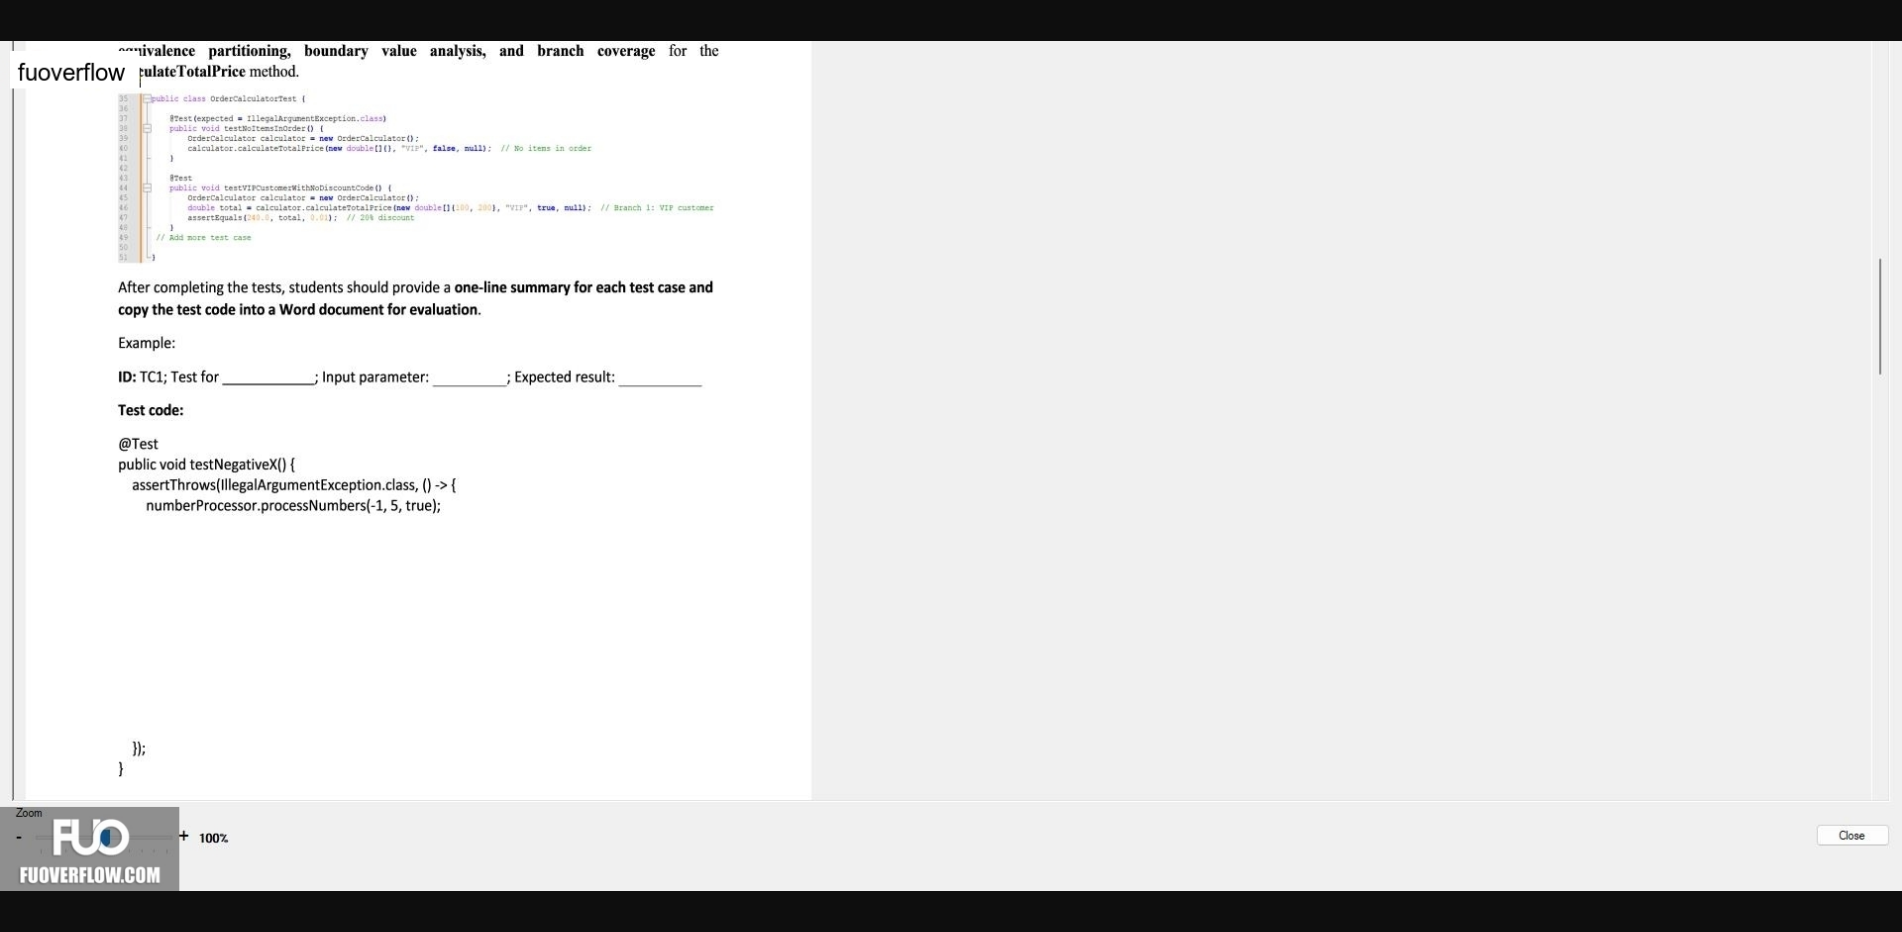 equivalence partitioning, boundary value analysis, and branch coverage for the
fuoverflow
culateTotalPrice method.
35 public class OrderCalculatorTest {
36
37 @Test(expected = IllegalArgumentException.class)
38 public void testNoItemsInOrder() {
39 OrderCalculator calculator = new OrderCalculator();
40 calculator.calculateTotalPrice(new double[]{}, "VIP", false, null); // No items in order
41 }
42
43 @Test
44 public void testVIPCustomerWithNoDiscountCode() {
45 OrderCalculator calculator = new OrderCalculator();
46 double total = calculator.calculateTotalPrice(new double[]{100, 200}, "VIP", true, null); // Branch 1: VIP customer
47 assertEquals(240.0, total, 0.01); // 20% discount
48 }
49 // Add more test case
50
51 }
After completing the tests, students should provide a one-line summary for each test case and
copy the test code into a Word document for evaluation.
Example:
ID: TC1; Test for ____________; Input parameter: __________; Expected result: ___________
Test code:
@Test
public void testNegativeX() {
assertThrows(IllegalArgumentException.class, () -> {
numberProcessor.processNumbers(-1, 5, true);
});
}
Zoom
- + 100%
Close
FUO
FUOVERFLOW.COM